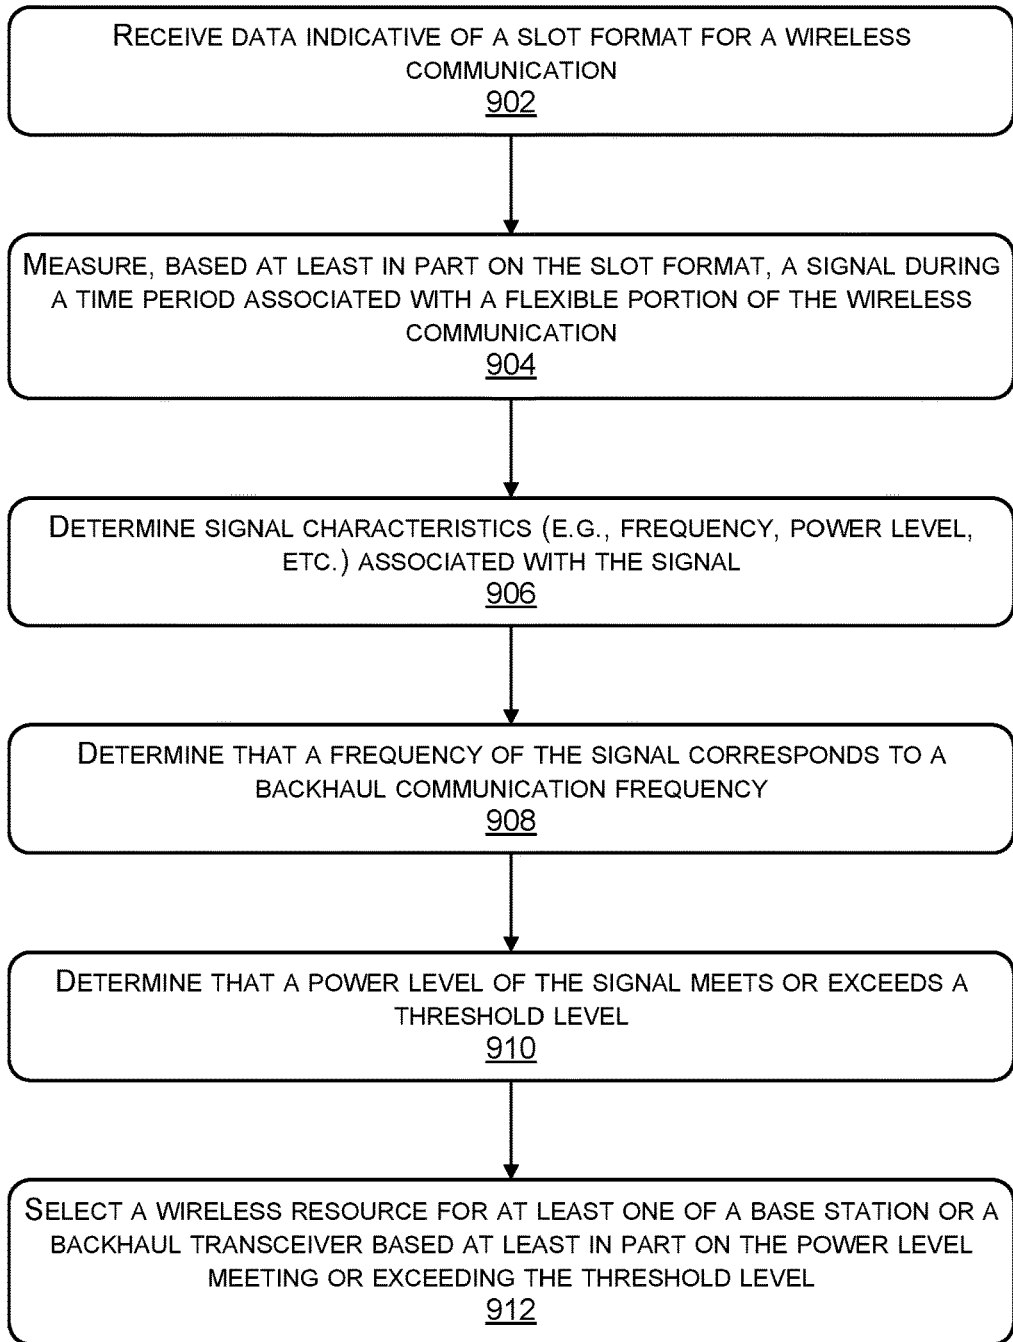 RECEIVE DATA INDICATIVE OF A SLOT FORMAT FOR A WIRELESS
COMMUNICATION
902
MEASURE, BASED AT LEAST IN PART ON THE SLOT FORMAT, A SIGNAL DURING
A TIME PERIOD ASSOCIATED WITH A FLEXIBLE PORTION OF THE WIRELESS
COMMUNICATION
904
DETERMINE SIGNAL CHARACTERISTICS (E.G., FREQUENCY, POWER LEVEL,
ETC.) ASSOCIATED WITH THE SIGNAL
906
DETERMINE THAT A FREQUENCY OF THE SIGNAL CORRESPONDS TO A
BACKHAUL COMMUNICATION FREQUENCY
908
DETERMINE THAT A POWER LEVEL OF THE SIGNAL MEETS OR EXCEEDS A
THRESHOLD LEVEL
910
SELECT A WIRELESS RESOURCE FOR AT LEAST ONE OF A BASE STATION OR A
BACKHAUL TRANSCEIVER BASED AT LEAST IN PART ON THE POWER LEVEL
MEETING OR EXCEEDING THE THRESHOLD LEVEL
912